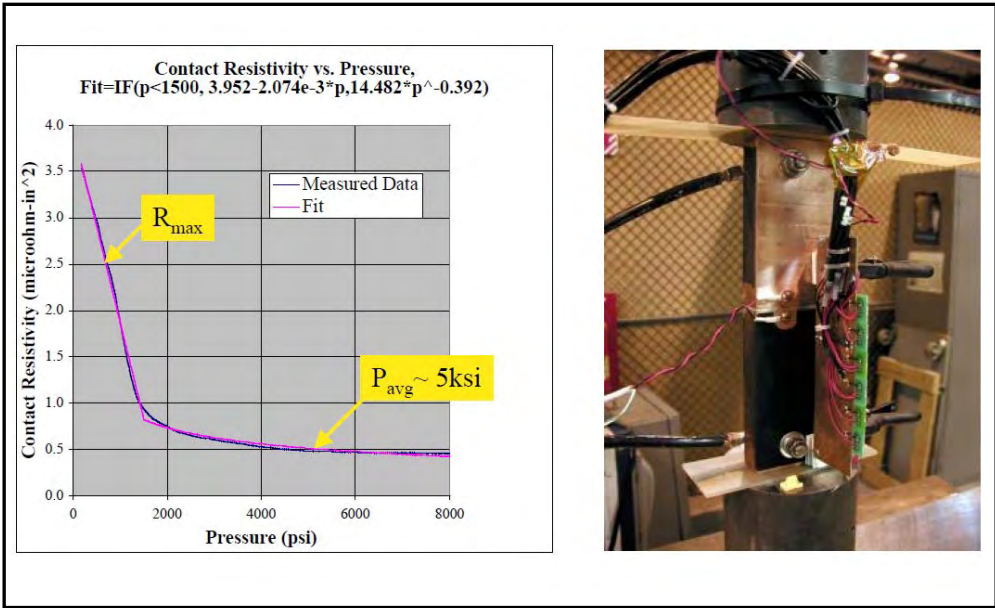 Contact Resistivity vs. Pressure,
Fit=IF(p<1500, 3.952-2.074e-3*p,14.482*p^-0.392)
Contact Resistivity (microohm-in^2)
4.0
3.5
3.0
2.5
2.0
1.5
1.0
0.5
0.0
Measured Data
Fit
Rmax
Pavg~ 5ksi
0 2000 4000 6000 8000
Pressure (psi)